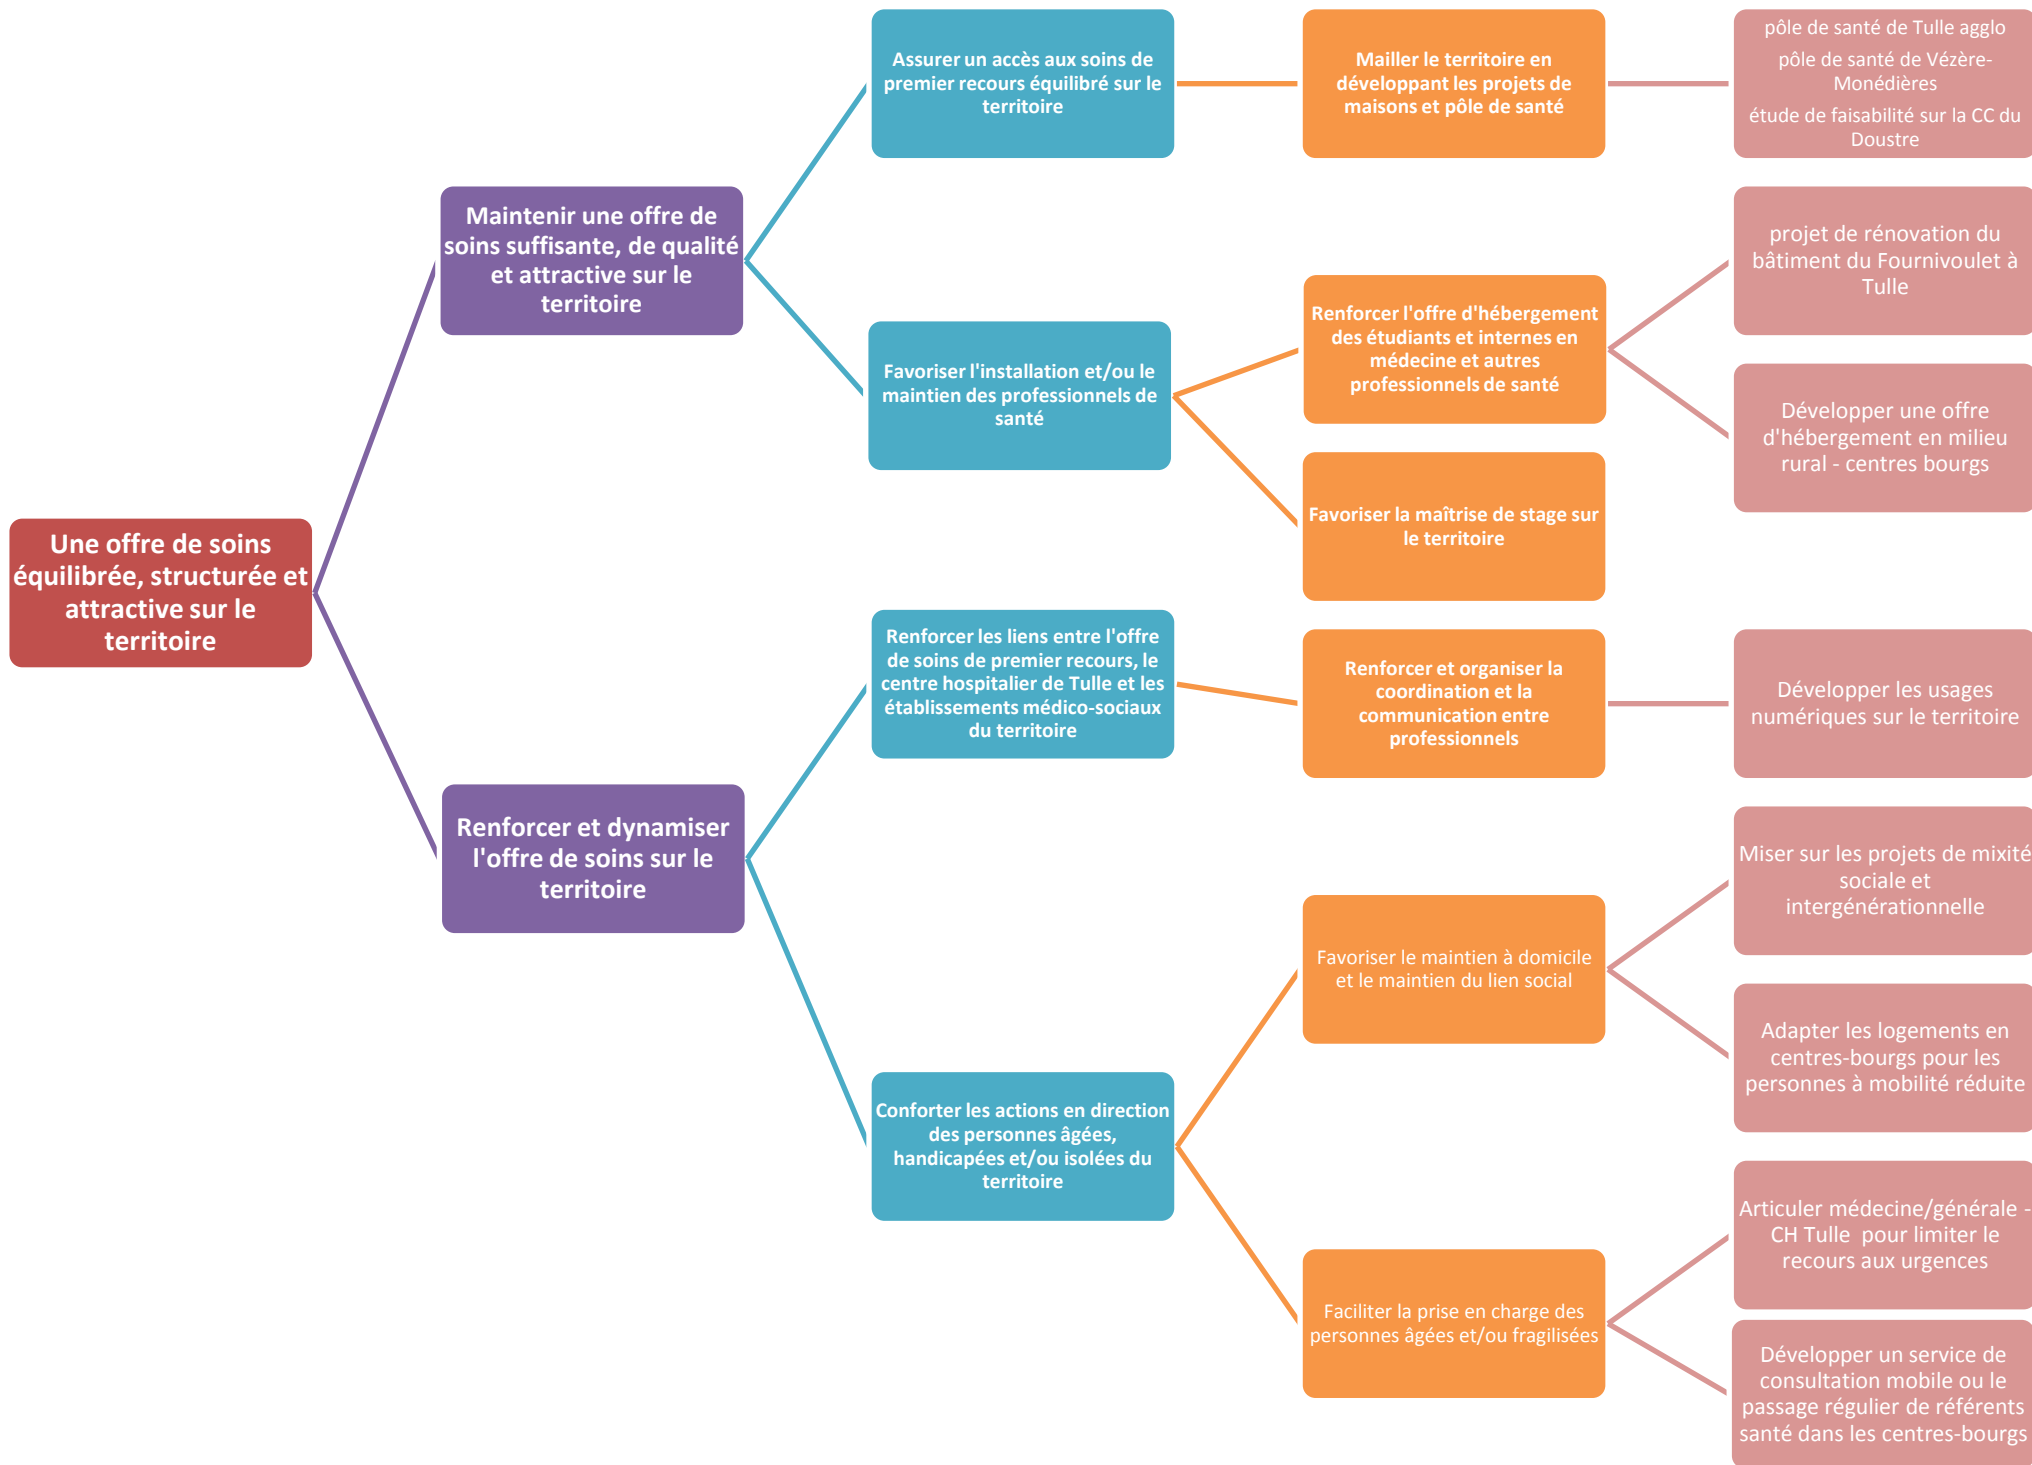 Une offre de soins
équilibrée, structurée et
attractive sur le
territoire
Maintenir une offre de
soins suffisante, de qualité
et attractive sur le
territoire
Assurer un accès aux soins de
premier recours équilibré sur le
territoire
Mailler le territoire en
développant les projets de
maisons et pôle de santé
pôle de santé de Tulle agglo
pôle de santé de Vézère-
Monédières
étude de faisabilité sur la CC du
Doustre
Favoriser l'installation et/ou le
maintien des professionnels de
santé
Renforcer l'offre d'hébergement
des étudiants et internes en
médecine et autres
professionnels de santé
projet de rénovation du
bâtiment du Fournivoulet à
Tulle
Développer une offre
d'hébergement en milieu
rural - centres bourgs
Favoriser la maîtrise de stage sur
le territoire
Renforcer et dynamiser
l'offre de soins sur le
territoire
Renforcer les liens entre l'offre
de soins de premier recours, le
centre hospitalier de Tulle et les
établissements médico-sociaux
du territoire
Renforcer et organiser la
coordination et la
communication entre
professionnels
Développer les usages
numériques sur le territoire
Conforter les actions en direction
des personnes âgées,
handicapées et/ou isolées du
territoire
Favoriser le maintien à domicile
et le maintien du lien social
Miser sur les projets de mixité
sociale et
intergénérationnelle
Adapter les logements en
centres-bourgs pour les
personnes à mobilité réduite
Faciliter la prise en charge des
personnes âgées et/ou fragilisées
Articuler médecine/générale -
CH Tulle  pour limiter le
recours aux urgences
Développer un service de
consultation mobile ou le
passage régulier de référents
santé dans les centres-bourgs